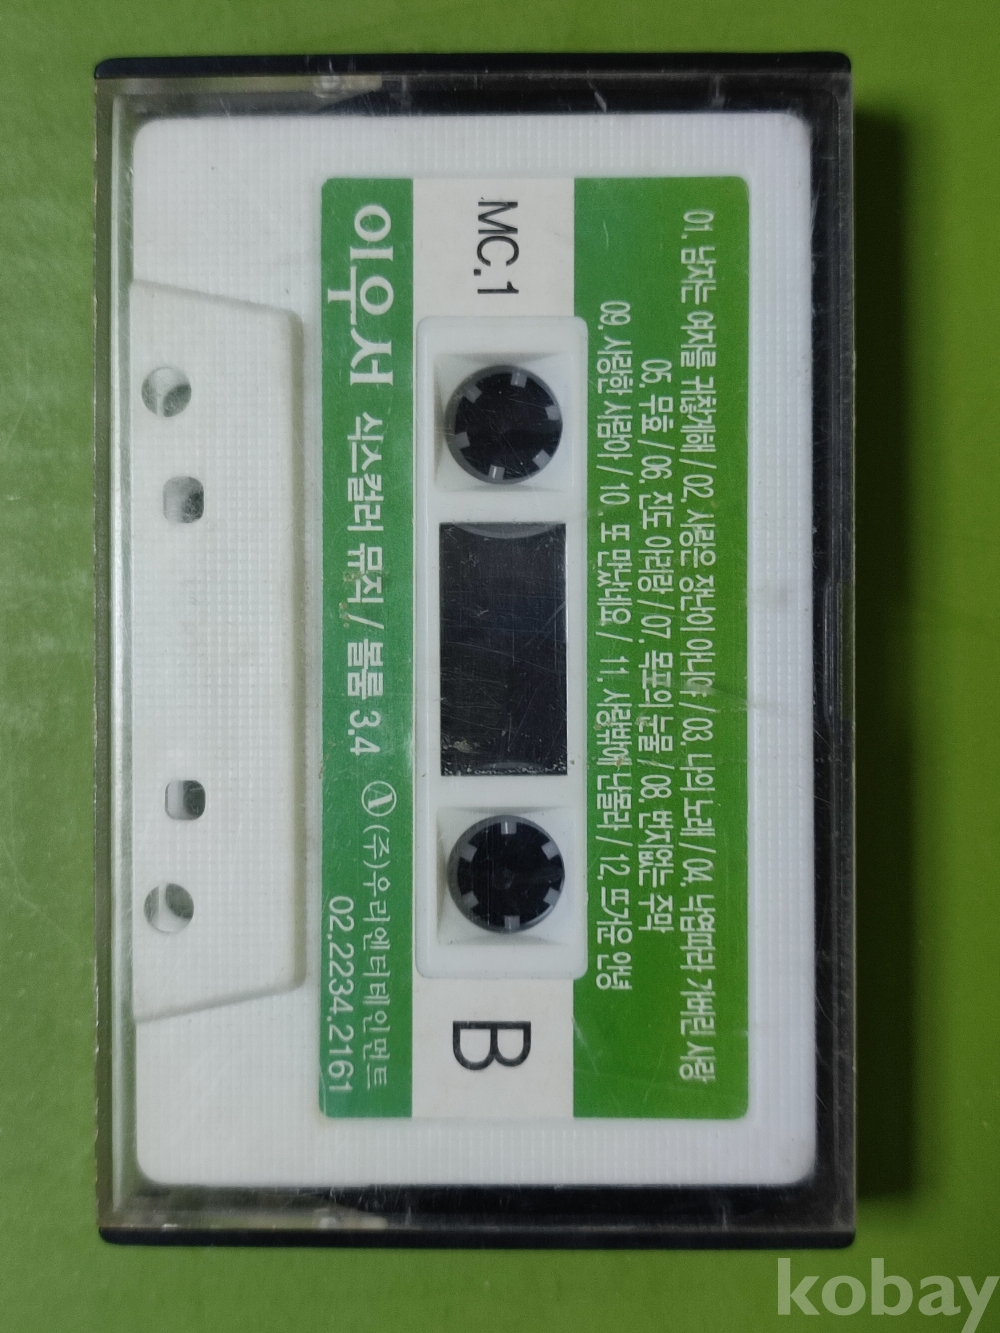 01. 남자는 여자를 귀찮게해 / 02. 사랑은 장난이 아니야 / 03. 나의 노래 / 04. 낙엽따라 가버린 사랑
05. 무효 / 06. 진도 아리랑 / 07. 목포의 눈물 / 08. 번지없는 주막
09. 사랑한 사람아 / 10. 또 만났네요 / 11. 사랑밖에 난몰라 / 12. 뜨거운 안녕
MC.1
B
이우서 식스칼러 뮤직 / 볼륨 3.4 Ⓐ (주)우리엔터테인먼트
02.2234.2161
kobay